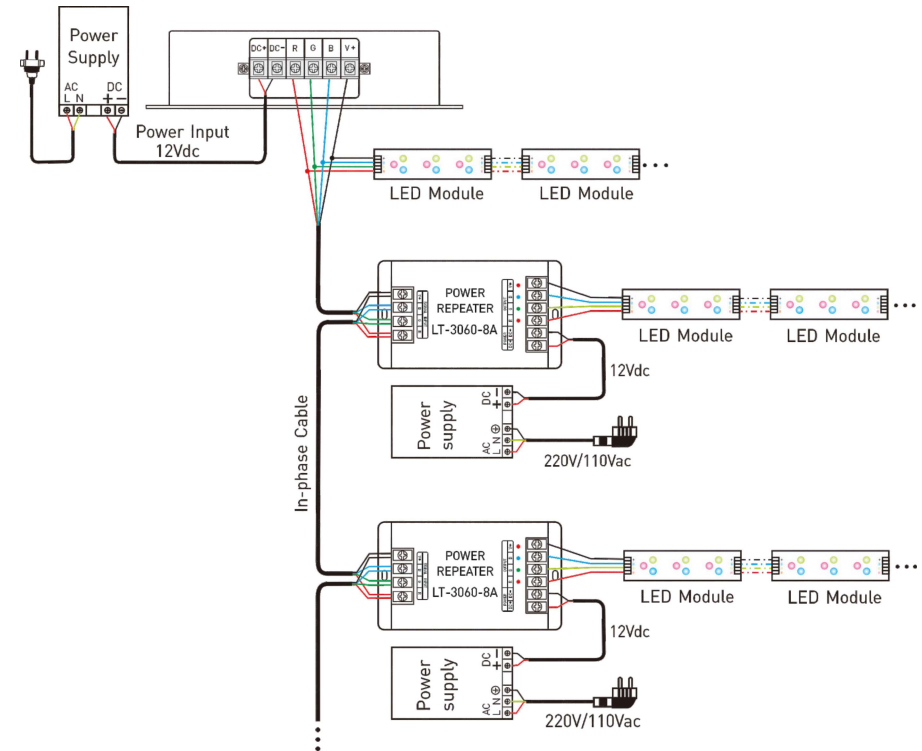 Power
Supply
AC
DC
L N
+ −
DC+ DC− R G B V+
Power Input
12Vdc
LED Module
LED Module
POWER
REPEATER
LT-3060-8A
LED Module
LED Module
12Vdc
Power
supply
DC
+ −
AC
L N ⊕
220V/110Vac
In-phase Cable
POWER
REPEATER
LT-3060-8A
LED Module
LED Module
12Vdc
Power
supply
DC
+ −
AC
L N ⊕
220V/110Vac